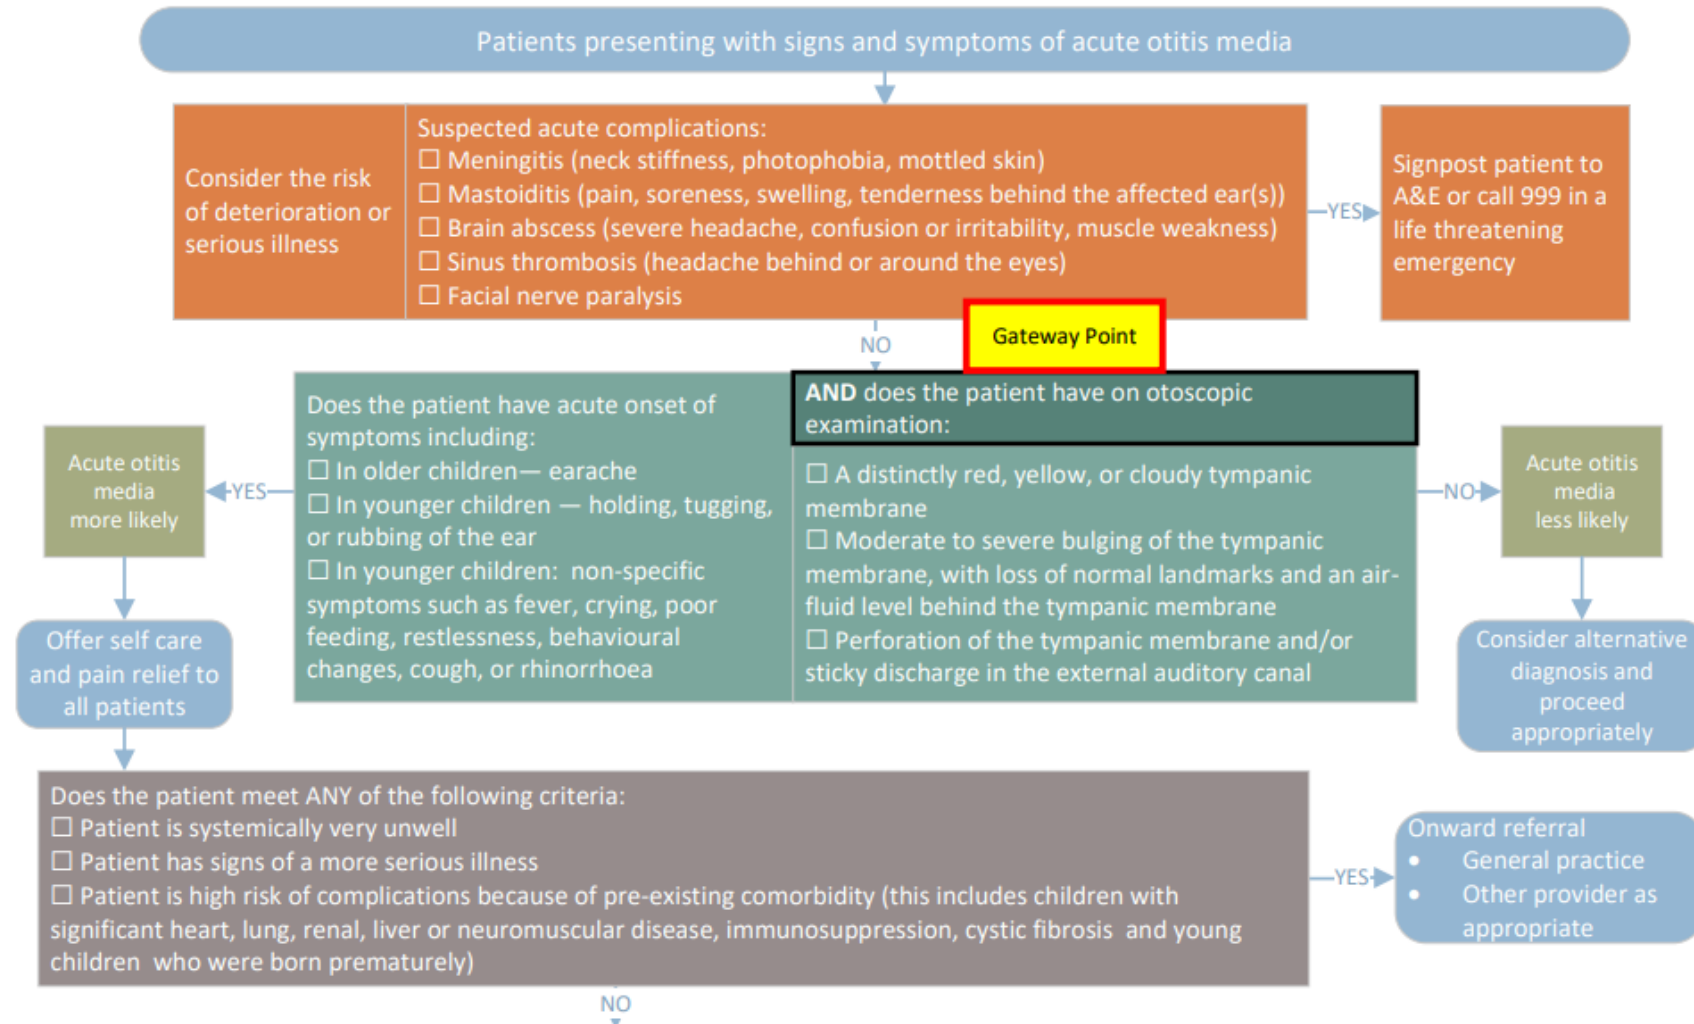 Patients presenting with signs and symptoms of acute otitis media
Consider the risk
of deterioration or
serious illness
Suspected acute complications:
☐ Meningitis (neck stiffness, photophobia, mottled skin)
☐ Mastoiditis (pain, soreness, swelling, tenderness behind the affected ear(s))
☐ Brain abscess (severe headache, confusion or irritability, muscle weakness)
☐ Sinus thrombosis (headache behind or around the eyes)
☐ Facial nerve paralysis
YES
Signpost patient to
A&E or call 999 in a
life threatening
emergency
NO
Gateway Point
Acute otitis
media
more likely
YES
Does the patient have acute onset of
symptoms including:
☐ In older children— earache
☐ In younger children — holding, tugging,
or rubbing of the ear
☐ In younger children:  non-specific
symptoms such as fever, crying, poor
feeding, restlessness, behavioural
changes, cough, or rhinorrhoea
AND does the patient have on otoscopic
examination:
☐ A distinctly red, yellow, or cloudy tympanic
membrane
☐ Moderate to severe bulging of the tympanic
membrane, with loss of normal landmarks and an air-
fluid level behind the tympanic membrane
☐ Perforation of the tympanic membrane and/or
sticky discharge in the external auditory canal
NO
Acute otitis
media
less likely
Offer self care
and pain relief to
all patients
Consider alternative
diagnosis and
proceed
appropriately
Does the patient meet ANY of the following criteria:
☐ Patient is systemically very unwell
☐ Patient has signs of a more serious illness
☐ Patient is high risk of complications because of pre-existing comorbidity (this includes children with
significant heart, lung, renal, liver or neuromuscular disease, immunosuppression, cystic fibrosis  and young
children  who were born prematurely)
YES
Onward referral
• General practice
• Other provider as
appropriate
NO